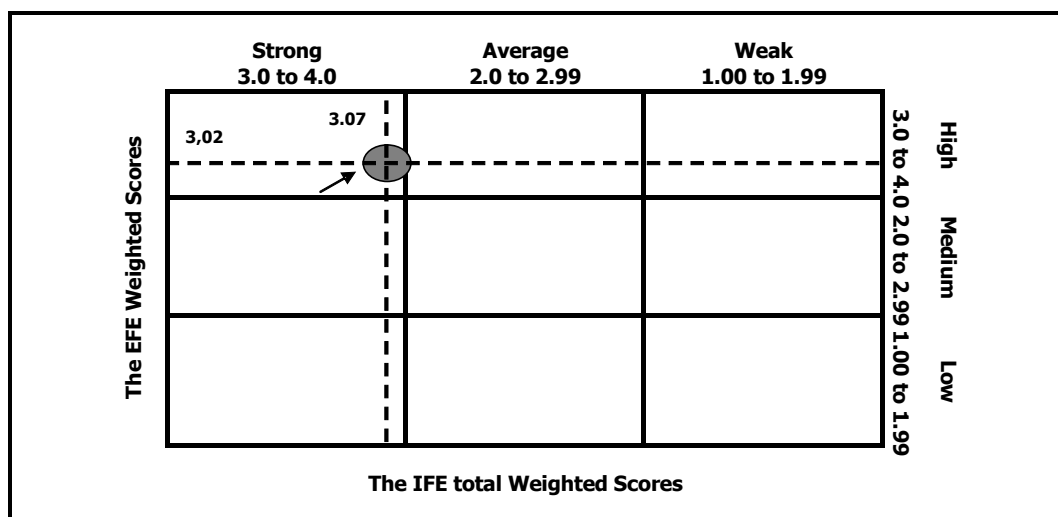 Strong
3.0 to 4.0
Average
2.0 to 2.99
Weak
1.00 to 1.99
3.07
3,02
The EFE Weighted Scores
3.0 to 4.0
High
2.0 to 2.99
Medium
1.00 to 1.99
Low
The IFE total Weighted Scores